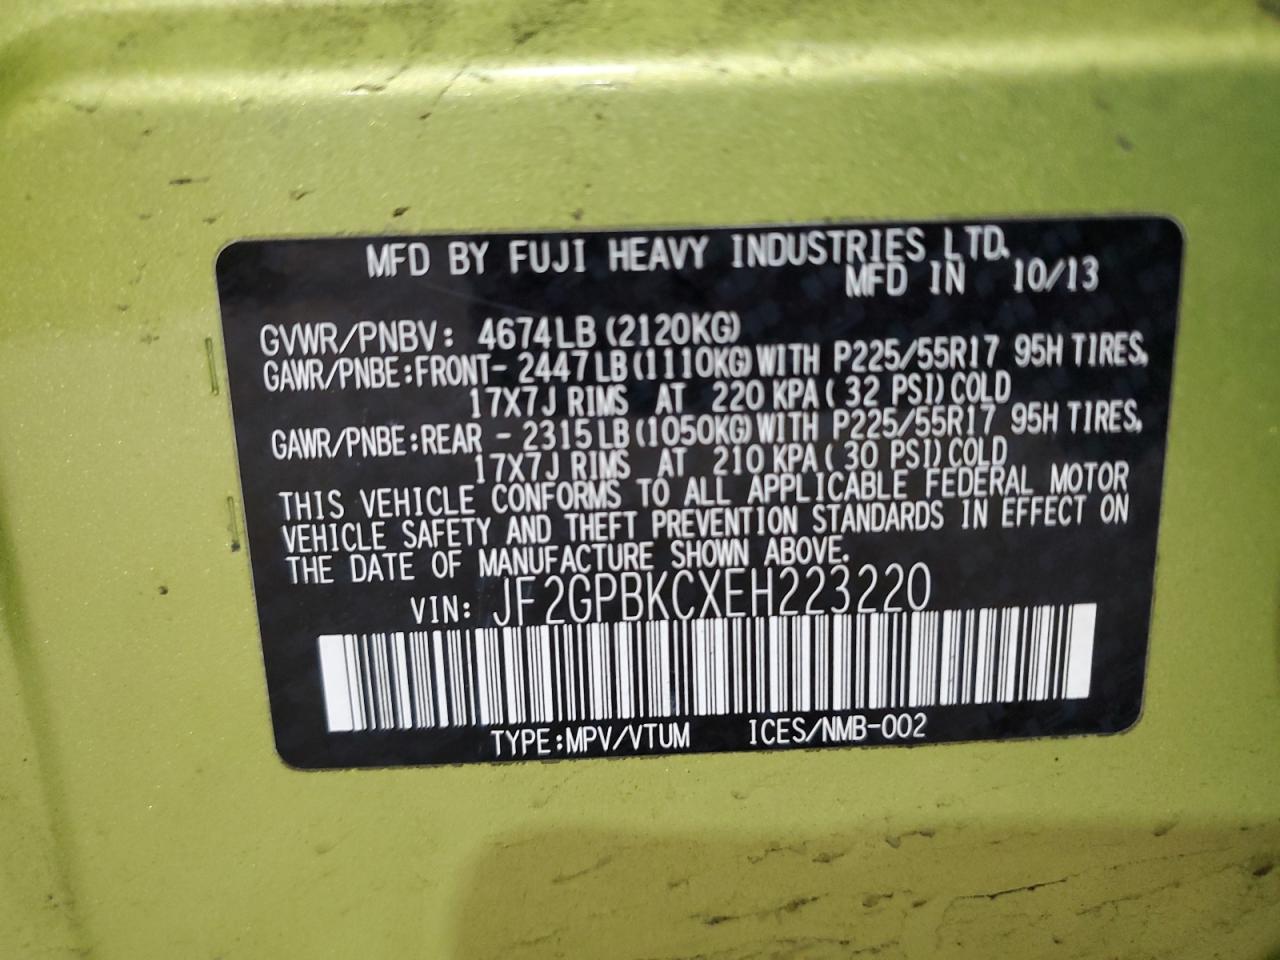 MFD BY FUJI HEAVY INDUSTRIES LTD.
MFD IN 10/13
GVWR/PNBV: 4674LB (2120KG)
GAWR/PNBE:FRONT- 2447LB (1110KG) WITH P225/55R17 95H TIRES,
17X7J RIMS AT 220 KPA ( 32 PSI) COLD
GAWR/PNBE:REAR - 2315LB (1050KG) WITH P225/55R17 95H TIRES,
17X7J RIMS AT 210 KPA ( 30 PSI) COLD
THIS VEHICLE CONFORMS TO ALL APPLICABLE FEDERAL MOTOR
VEHICLE SAFETY AND THEFT PREVENTION STANDARDS IN EFFECT ON
THE DATE OF MANUFACTURE SHOWN ABOVE.
VIN: JF2GPBKCXEH223220
TYPE:MPV/VTUM ICES/NMB-002